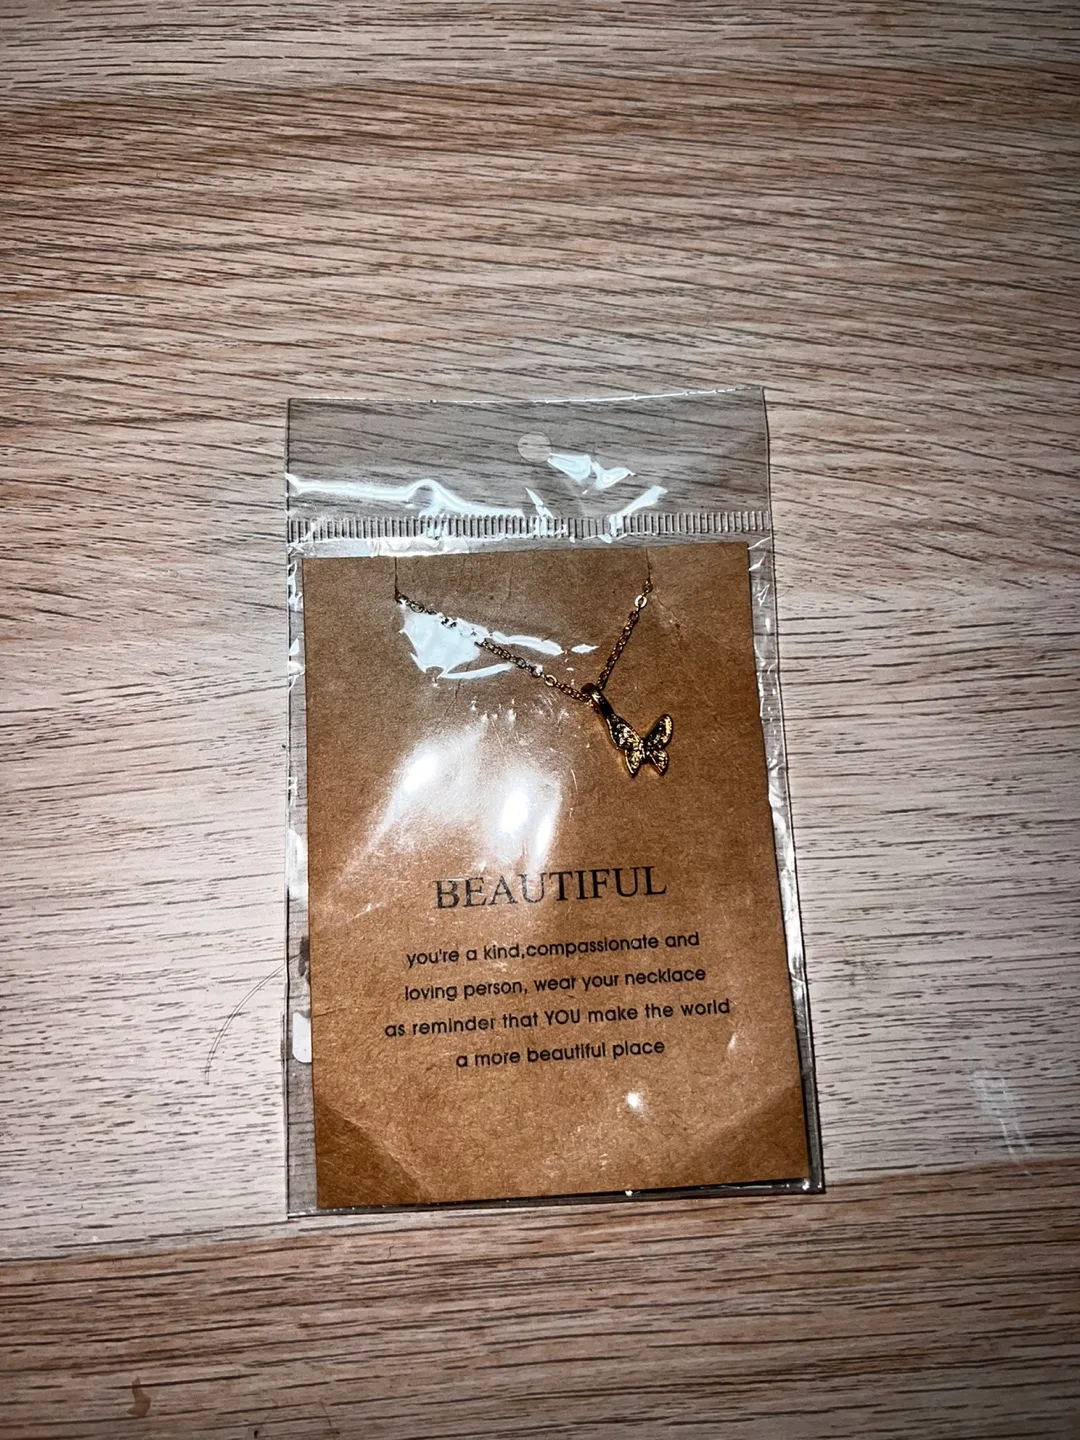 BEAUTIFUL
you're a kind,compassionate and
loving person, wear your necklace
as reminder that YOU make the world
a more beautiful place